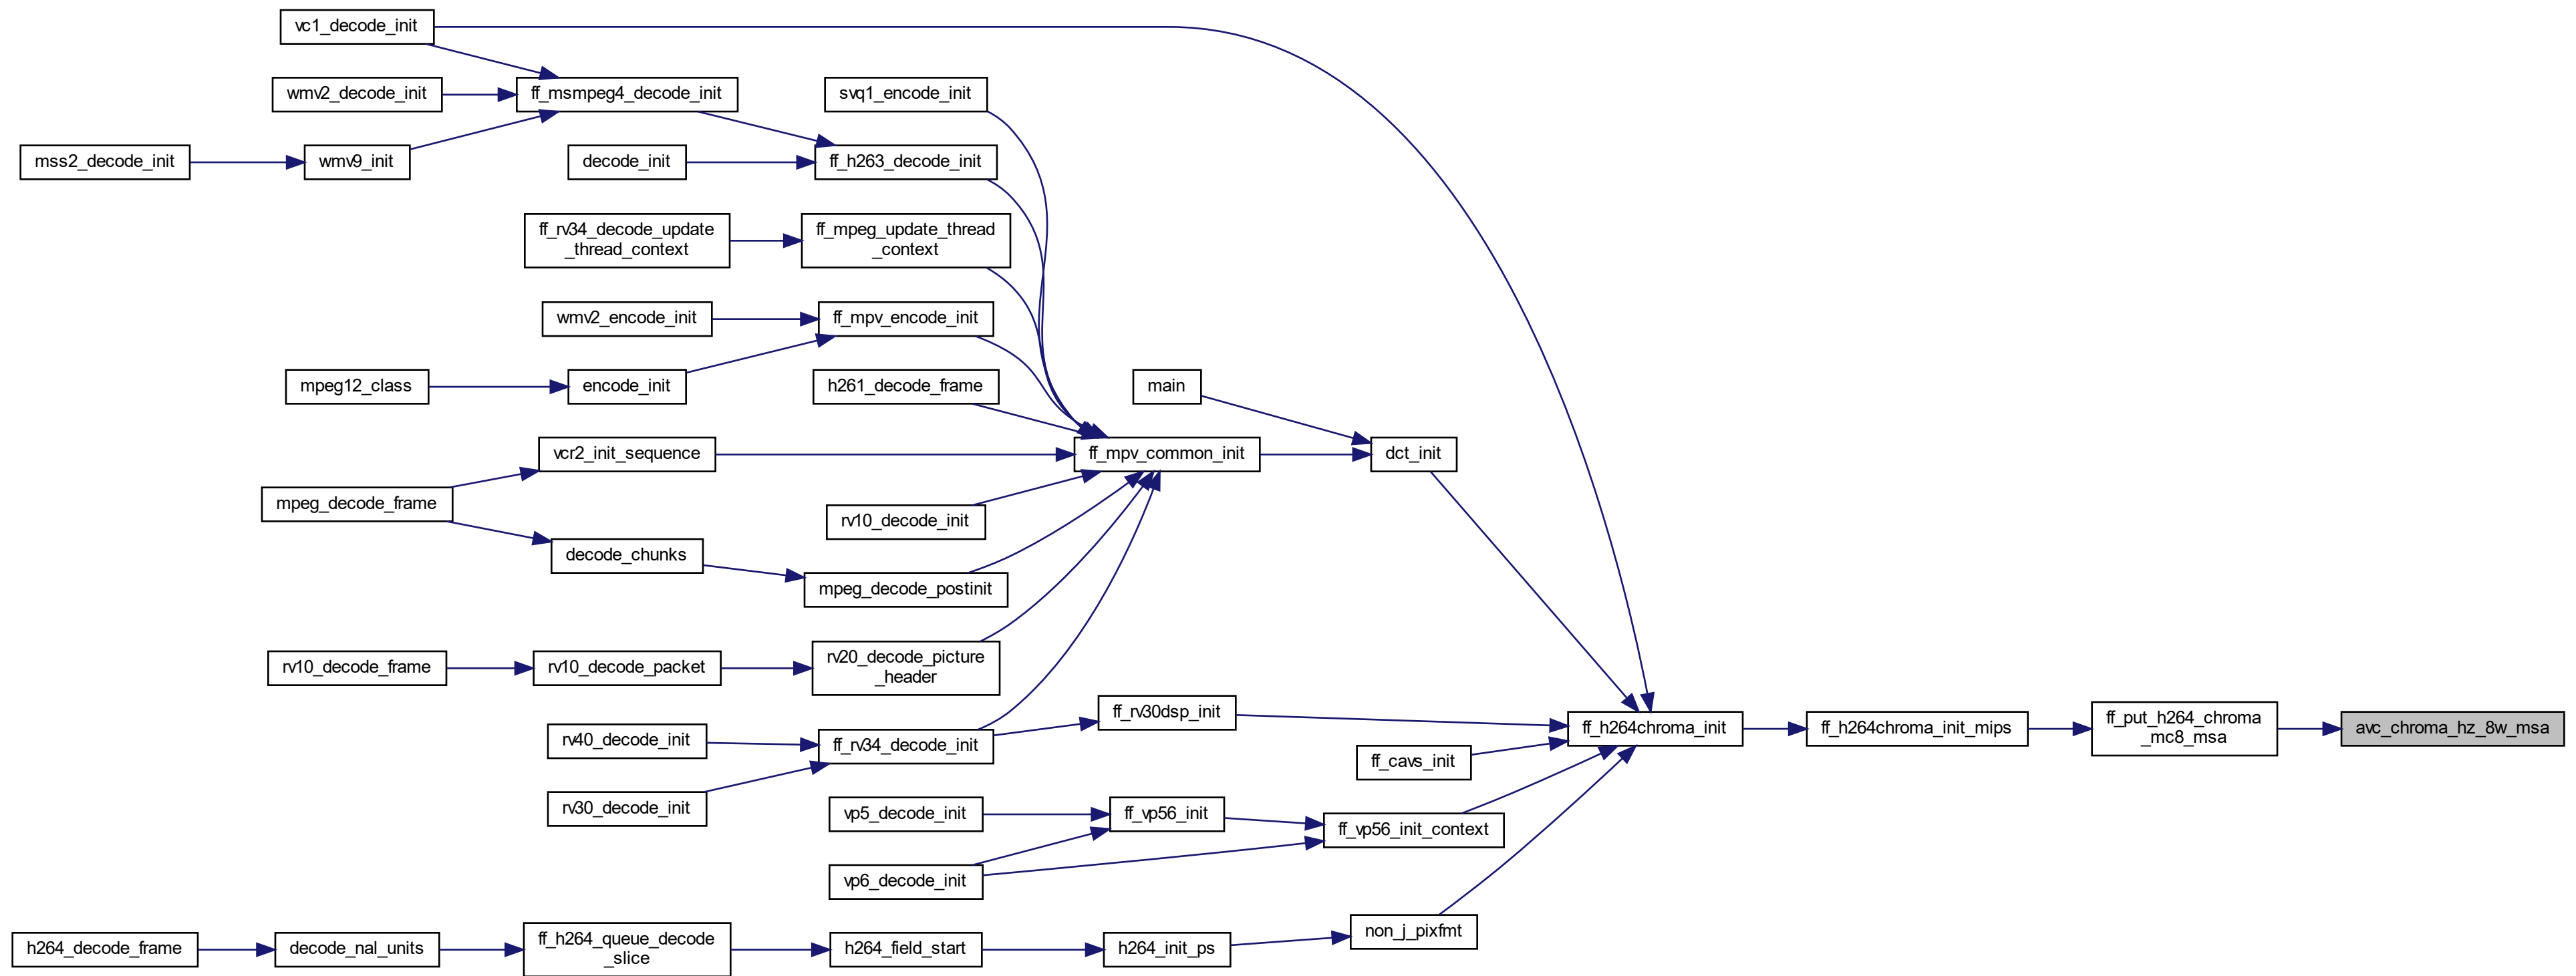 vc1_decode_init
wmv2_decode_init
ff_msmpeg4_decode_init
svq1_encode_init
mss2_decode_init
wmv9_init
decode_init
ff_h263_decode_init
ff_rv34_decode_update
_thread_context
ff_mpeg_update_thread
_context
wmv2_encode_init
ff_mpv_encode_init
mpeg12_class
encode_init
h261_decode_frame
main
vcr2_init_sequence
ff_mpv_common_init
dct_init
mpeg_decode_frame
rv10_decode_init
decode_chunks
mpeg_decode_postinit
rv10_decode_frame
rv10_decode_packet
rv20_decode_picture
_header
ff_rv30dsp_init
rv40_decode_init
ff_rv34_decode_init
ff_h264chroma_init
ff_h264chroma_init_mips
ff_put_h264_chroma
_mc8_msa
avc_chroma_hz_8w_msa
ff_cavs_init
rv30_decode_init
vp5_decode_init
ff_vp56_init
ff_vp56_init_context
vp6_decode_init
h264_decode_frame
decode_nal_units
ff_h264_queue_decode
_slice
h264_field_start
h264_init_ps
non_j_pixfmt